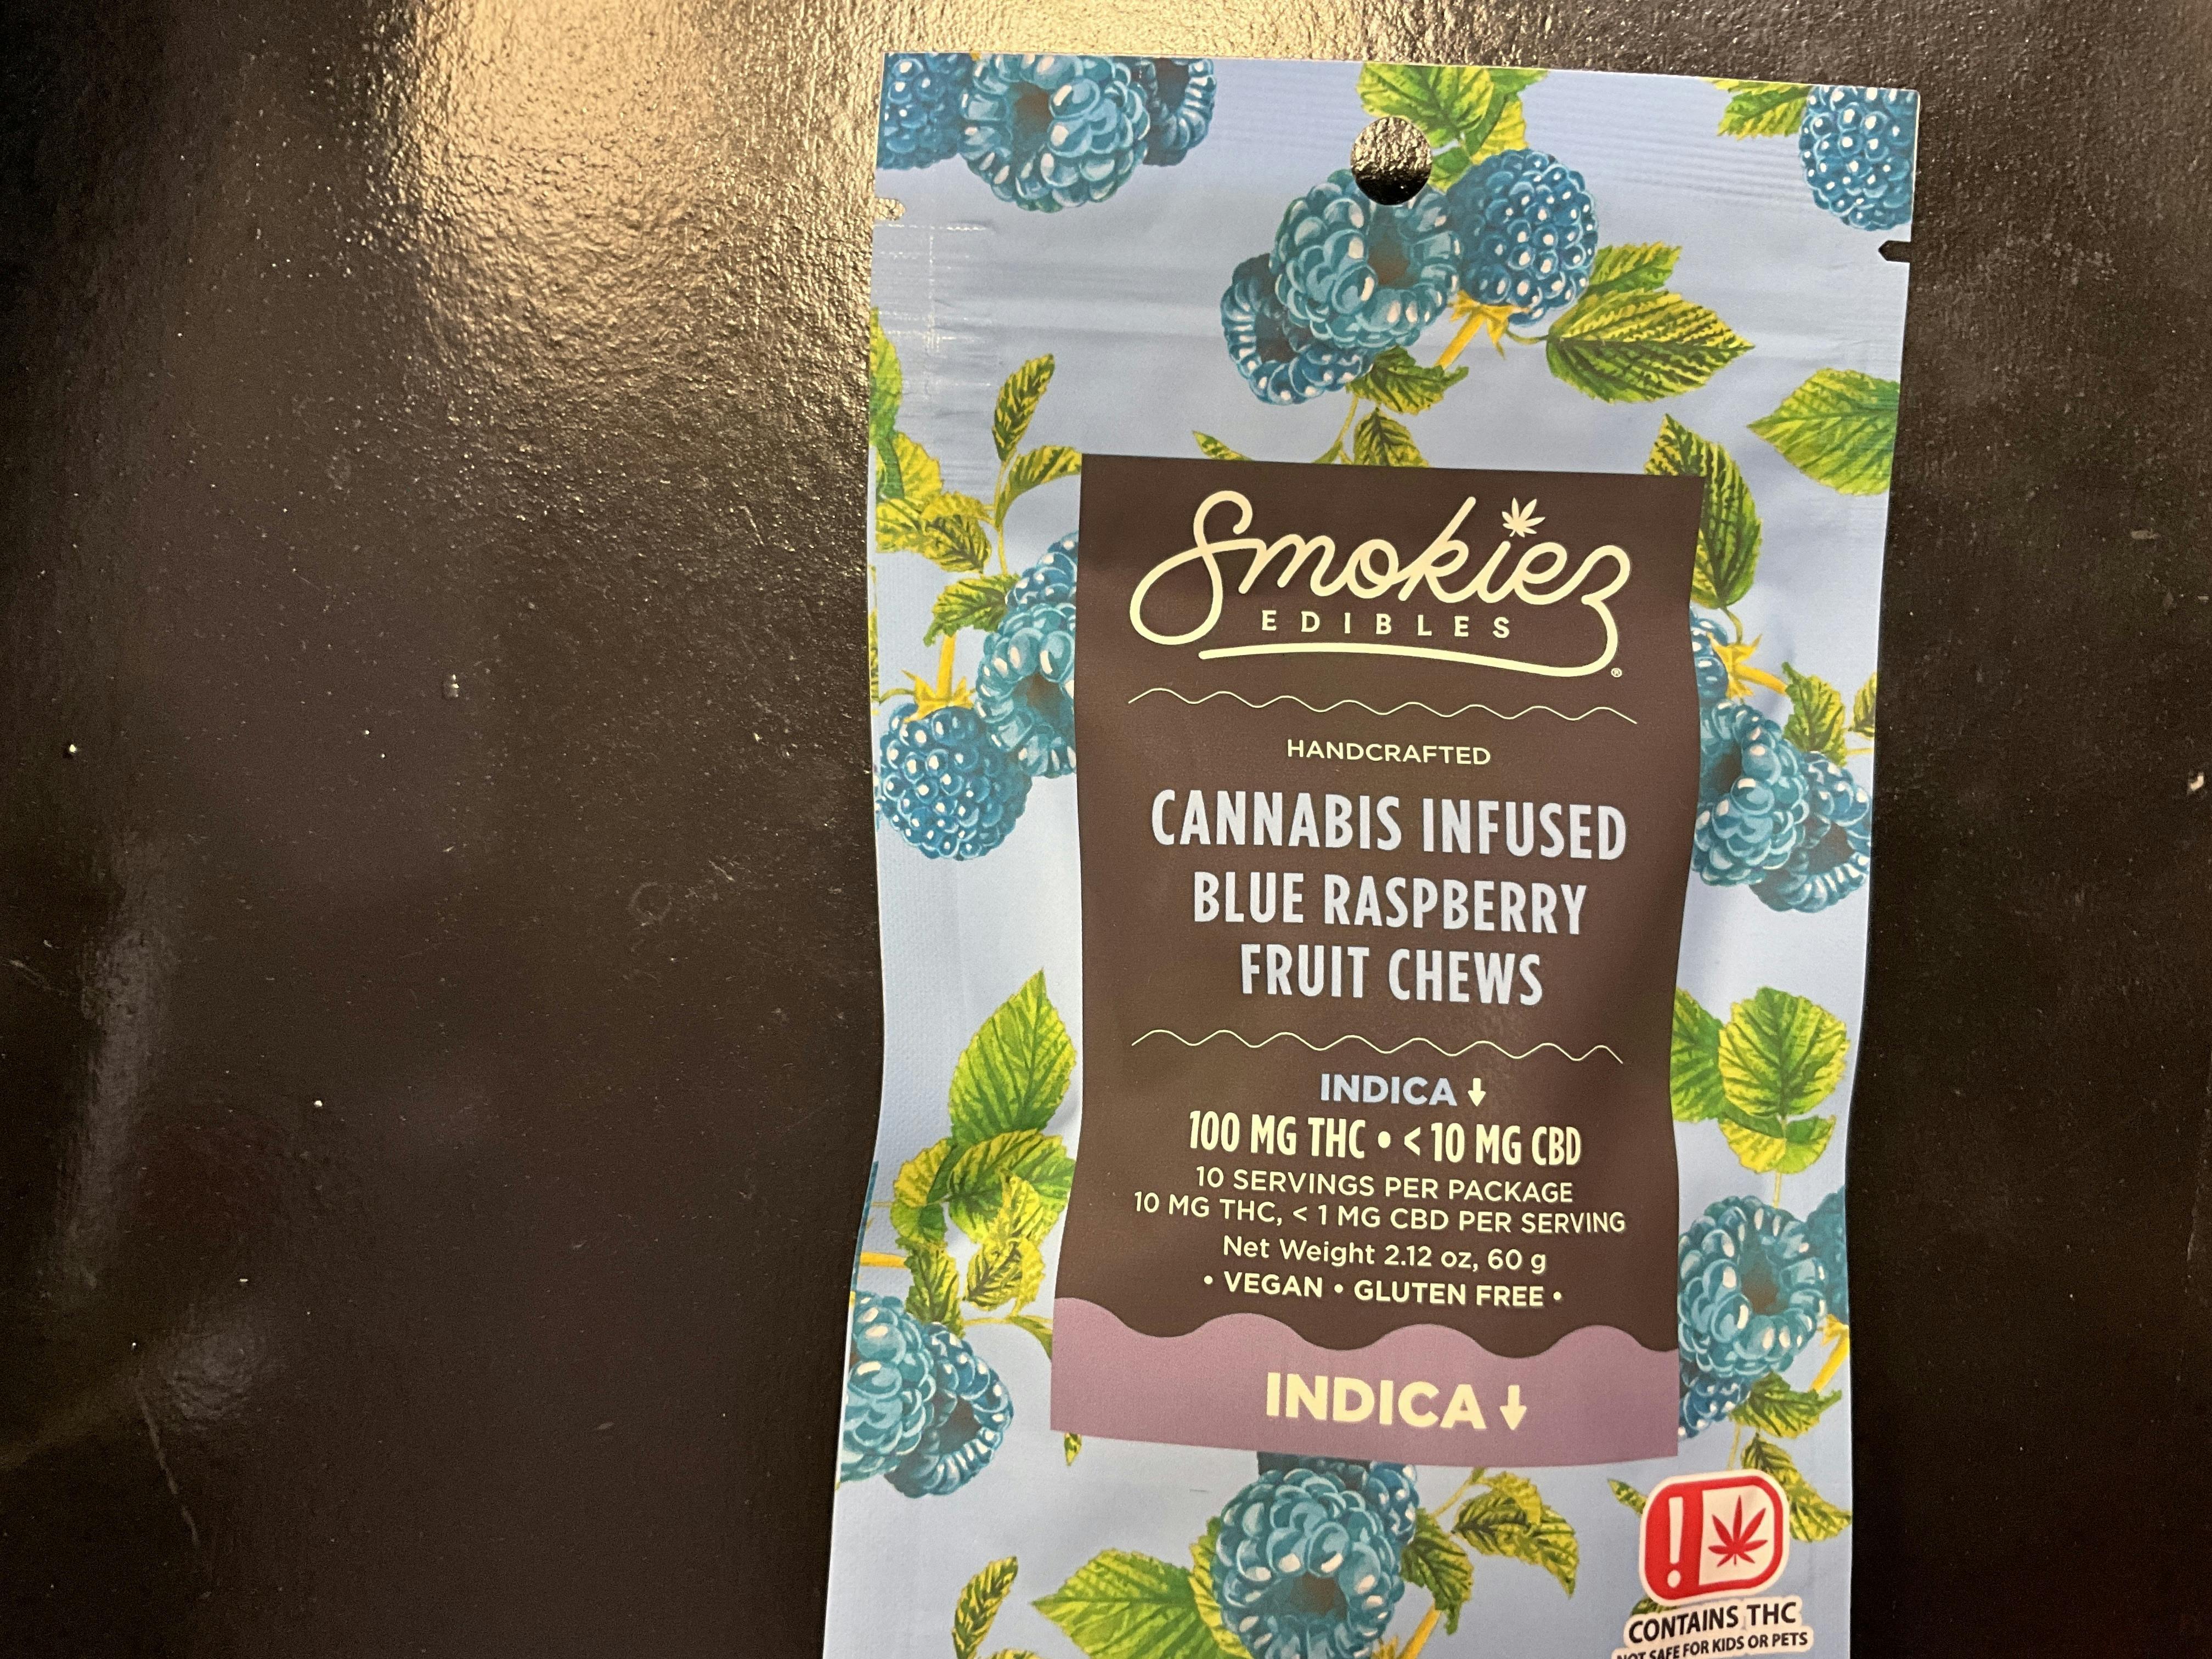 Smokiez
EDIBLES
®
HANDCRAFTED
CANNABIS INFUSED
BLUE RASPBERRY
FRUIT CHEWS
INDICA
100 MG THC • < 10 MG CBD
10 SERVINGS PER PACKAGE
10 MG THC, < 1 MG CBD PER SERVING
Net Weight 2.12 oz, 60 g
• VEGAN • GLUTEN FREE •
INDICA
!
CONTAINS THC
NOT SAFE FOR KIDS OR PETS